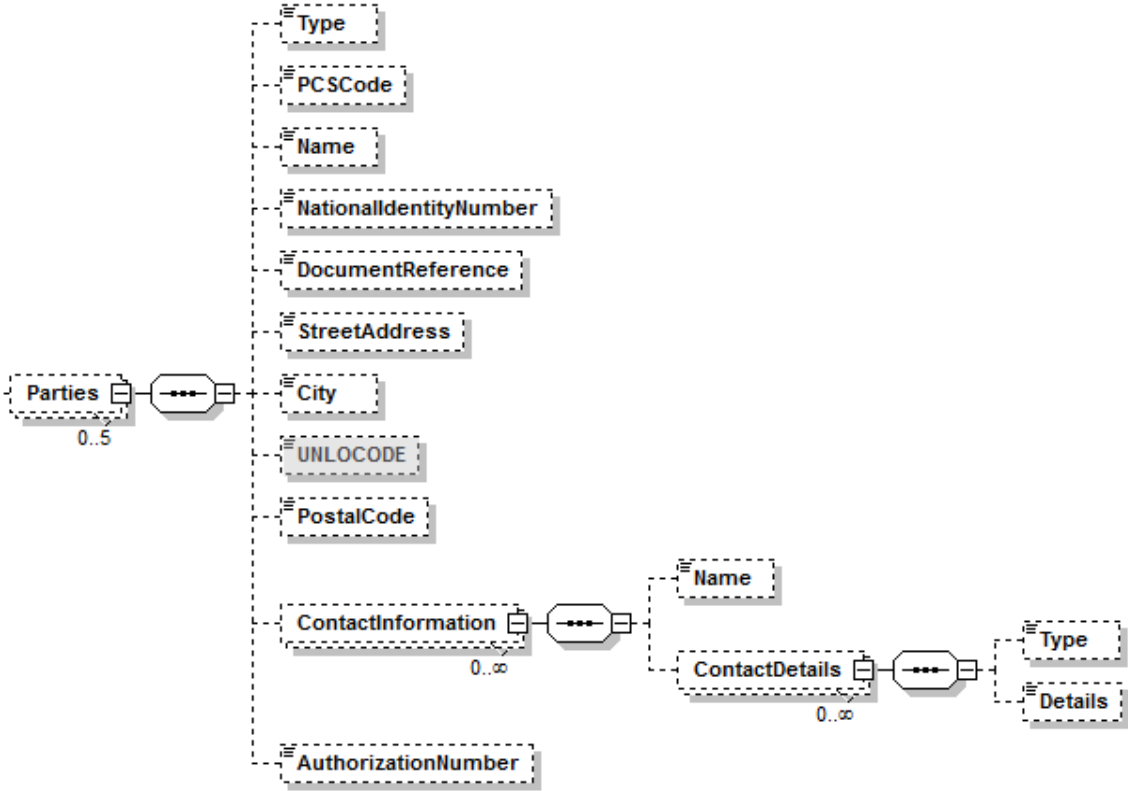 Type
PCSCode
Name
NationalIdentityNumber
DocumentReference
StreetAddress
Parties
0..5
City
UNLOCODE
PostalCode
ContactInformation
0..∞
Name
ContactDetails
0..∞
Type
Details
AuthorizationNumber